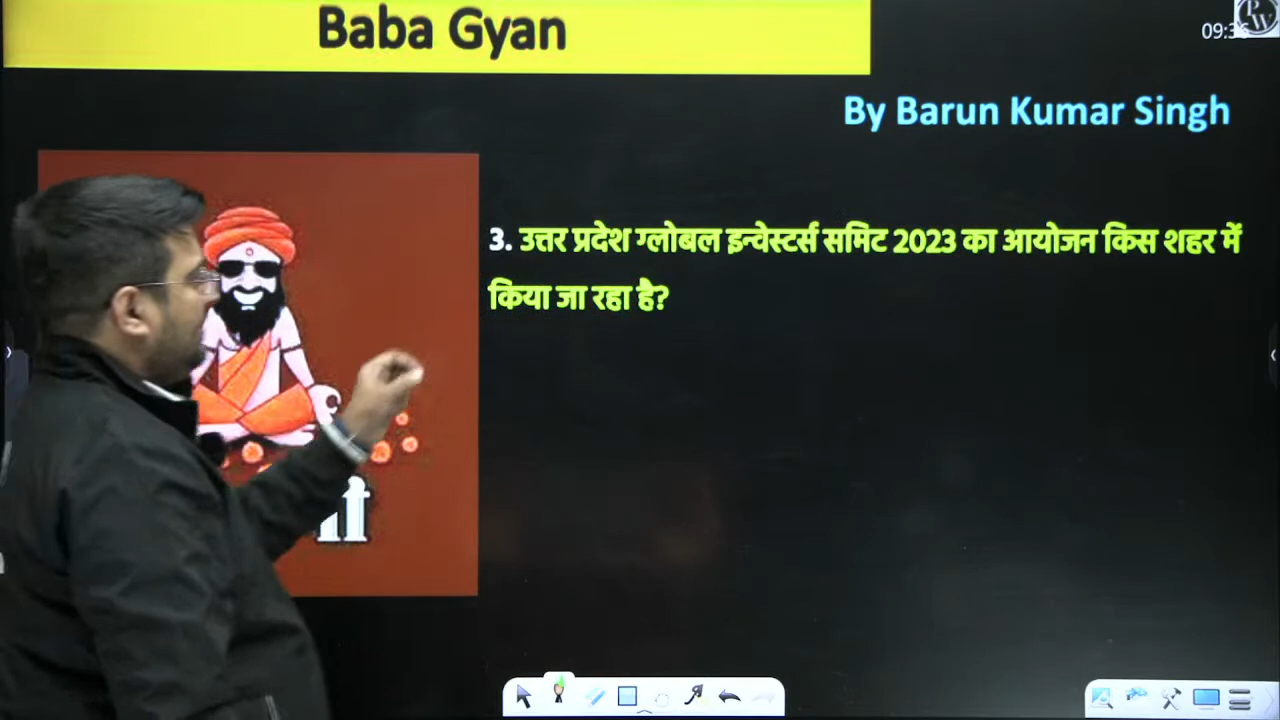 Baba Gyan
PW
By Barun Kumar Singh
3. उत्तर प्रदेश ग्लोबल इन्वेस्टर्स समिट 2023 का आयोजन किस शहर में
किया जा रहा है?